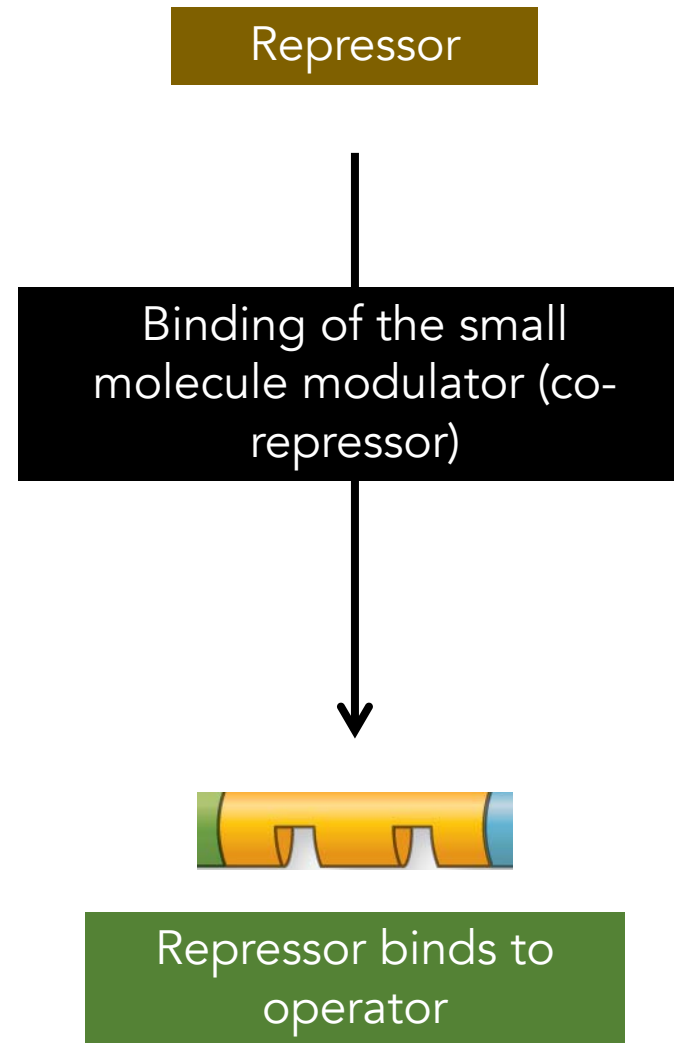 Repressor
Binding of the small
molecule modulator (co-
repressor)
Repressor binds to
operator